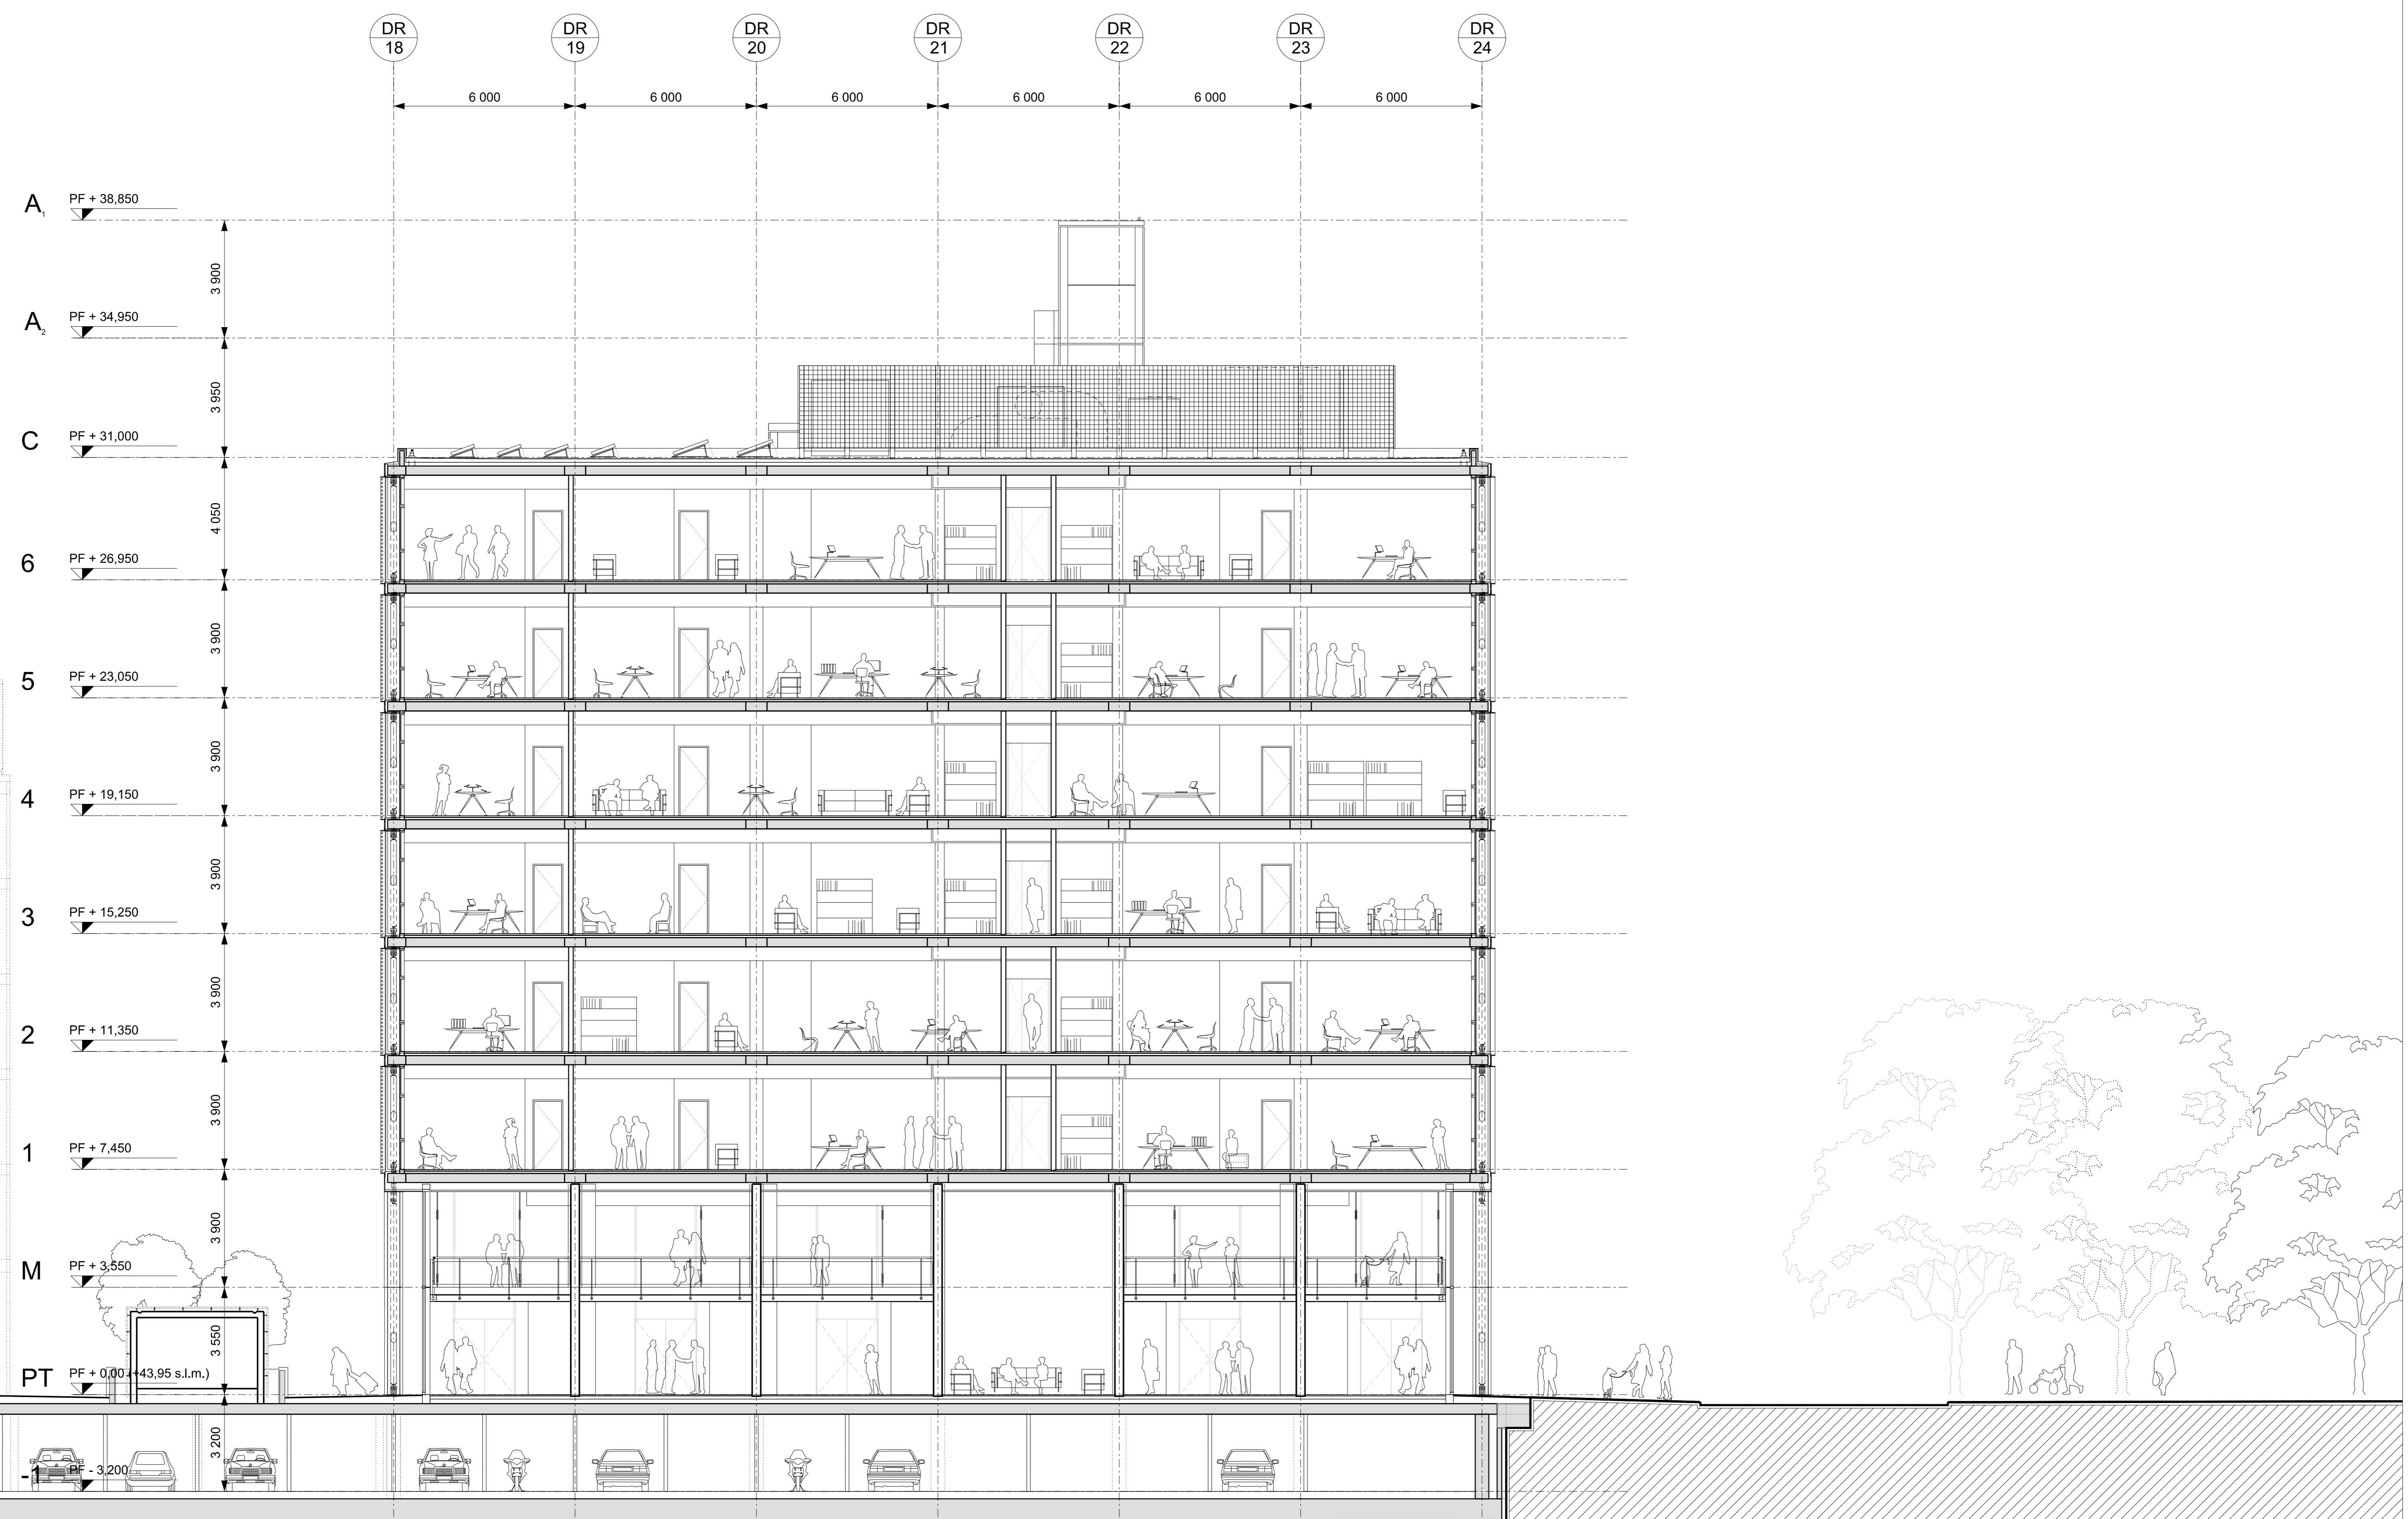 DR DR DR DR DR DR DR
18 19 20 21 22 23 24
6 000 6 000 6 000 6 000 6 000 6 000
A1 PF + 38,850
3 900
A2 PF + 34,950
3 950
C PF + 31,000
4 050
6 PF + 26,950
3 900
5 PF + 23,050
3 900
4 PF + 19,150
3 900
3 PF + 15,250
3 900
2 PF + 11,350
3 900
1 PF + 7,450
3 900
M PF + 3,550
3 550
PT PF + 0,00 (+43,95 s.l.m.)
3 200
-1 PF - 3,200